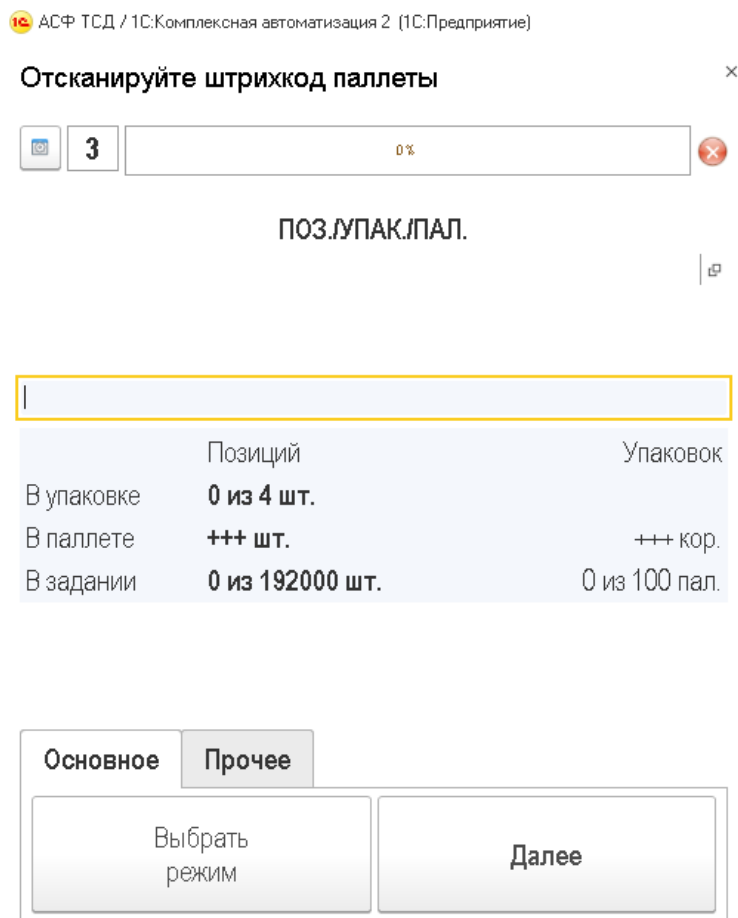 АСФ ТСД / 1С:Комплексная автоматизация 2 (1С:Предприятие)
Отсканируйте штрихкод паллеты
3
0 %
ПОЗ./УПАК./ПАЛ.
Позиций Упаковок
В упаковке 0 из 4 шт.
В паллете +++ шт. +++ кор.
В задании 0 из 192000 шт. 0 из 100 пал.
Основное Прочее
Выбрать
режим
Далее